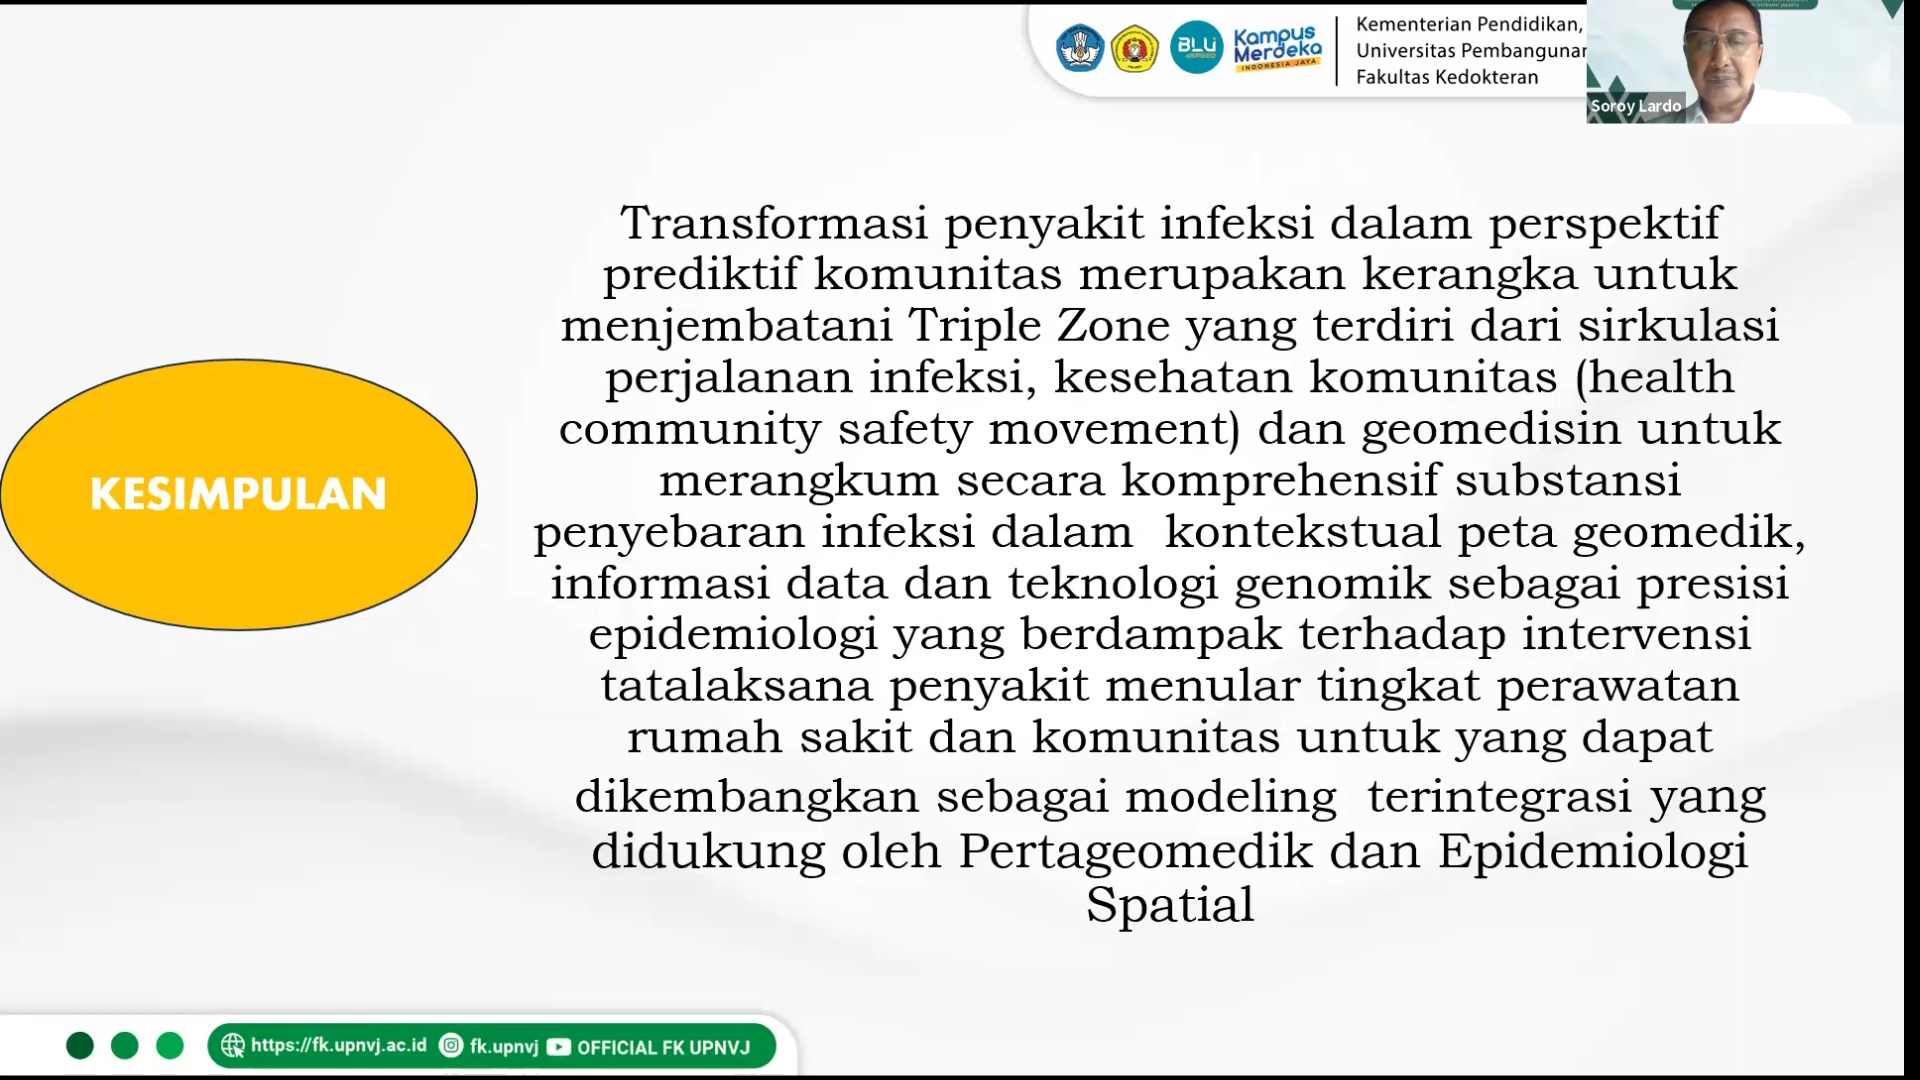 BLU
SPEED
Kampus
Merdeka
INDONESIA JAYA
Kementerian Pendidikan,
Universitas Pembangunan
Fakultas Kedokteran
Soroy Lardo
Transformasi penyakit infeksi dalam perspektif
prediktif komunitas merupakan kerangka untuk
menjembatani Triple Zone yang terdiri dari sirkulasi
perjalanan infeksi, kesehatan komunitas (health
community safety movement) dan geomedisin untuk
merangkum secara komprehensif substansi
penyebaran infeksi dalam  kontekstual peta geomedik,
informasi data dan teknologi genomik sebagai presisi
epidemiologi yang berdampak terhadap intervensi
tatalaksana penyakit menular tingkat perawatan
rumah sakit dan komunitas untuk yang dapat
dikembangkan sebagai modeling  terintegrasi yang
didukung oleh Pertageomedik dan Epidemiologi
Spatial
KESIMPULAN
https://fk.upnvj.ac.id fk.upnvj OFFICIAL FK UPNVJ